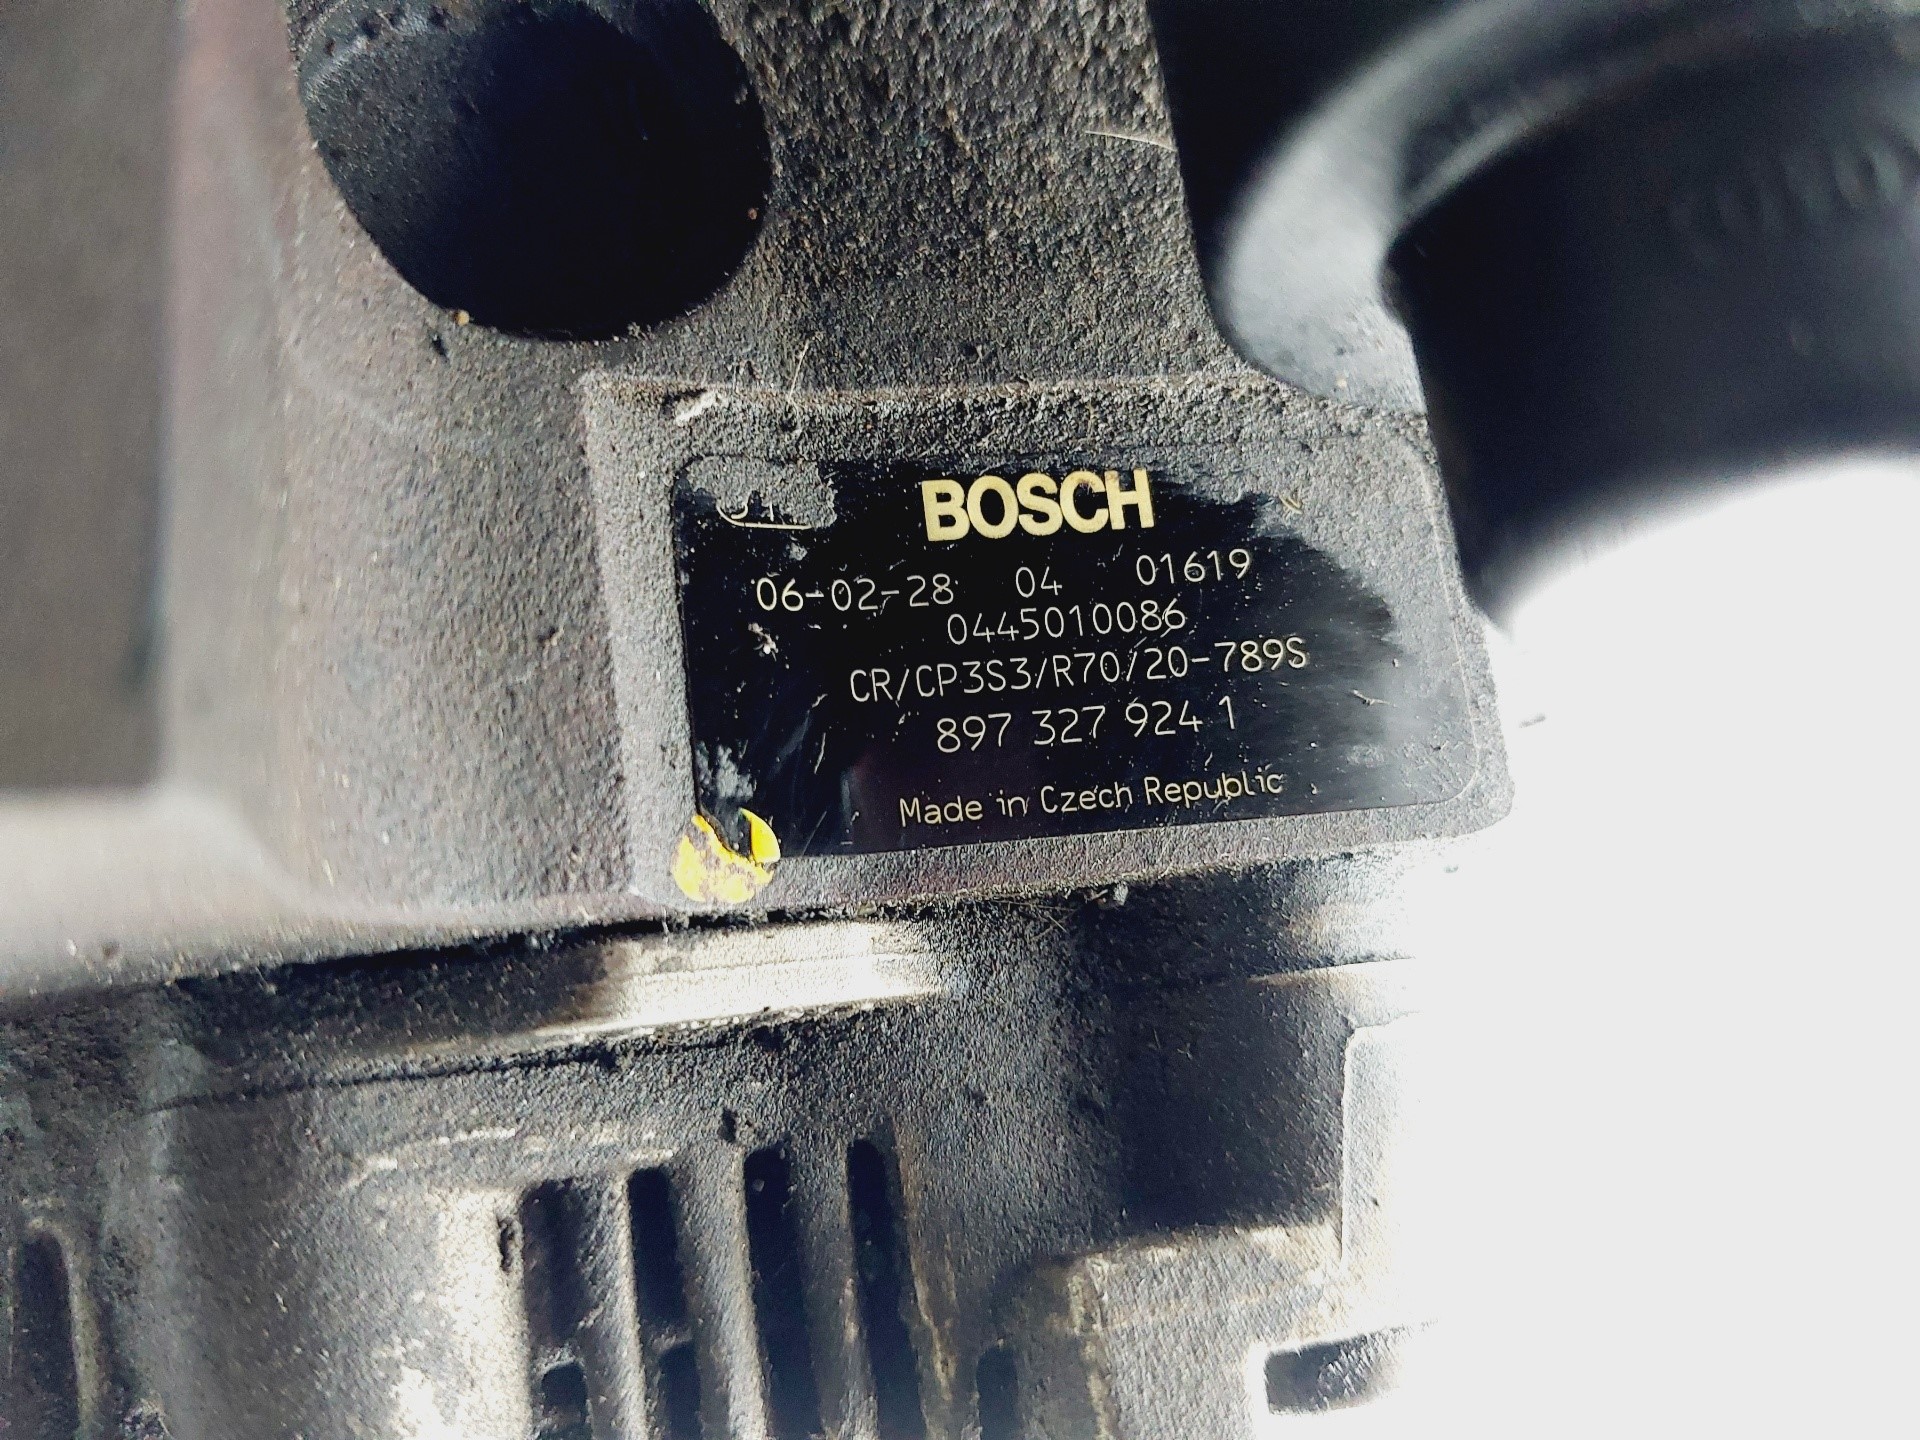 BOSCH
06-02-28 04 01619
0445010086
CR/CP3S3/R70/20-789S
897 327 924 1
Made in Czech Republic